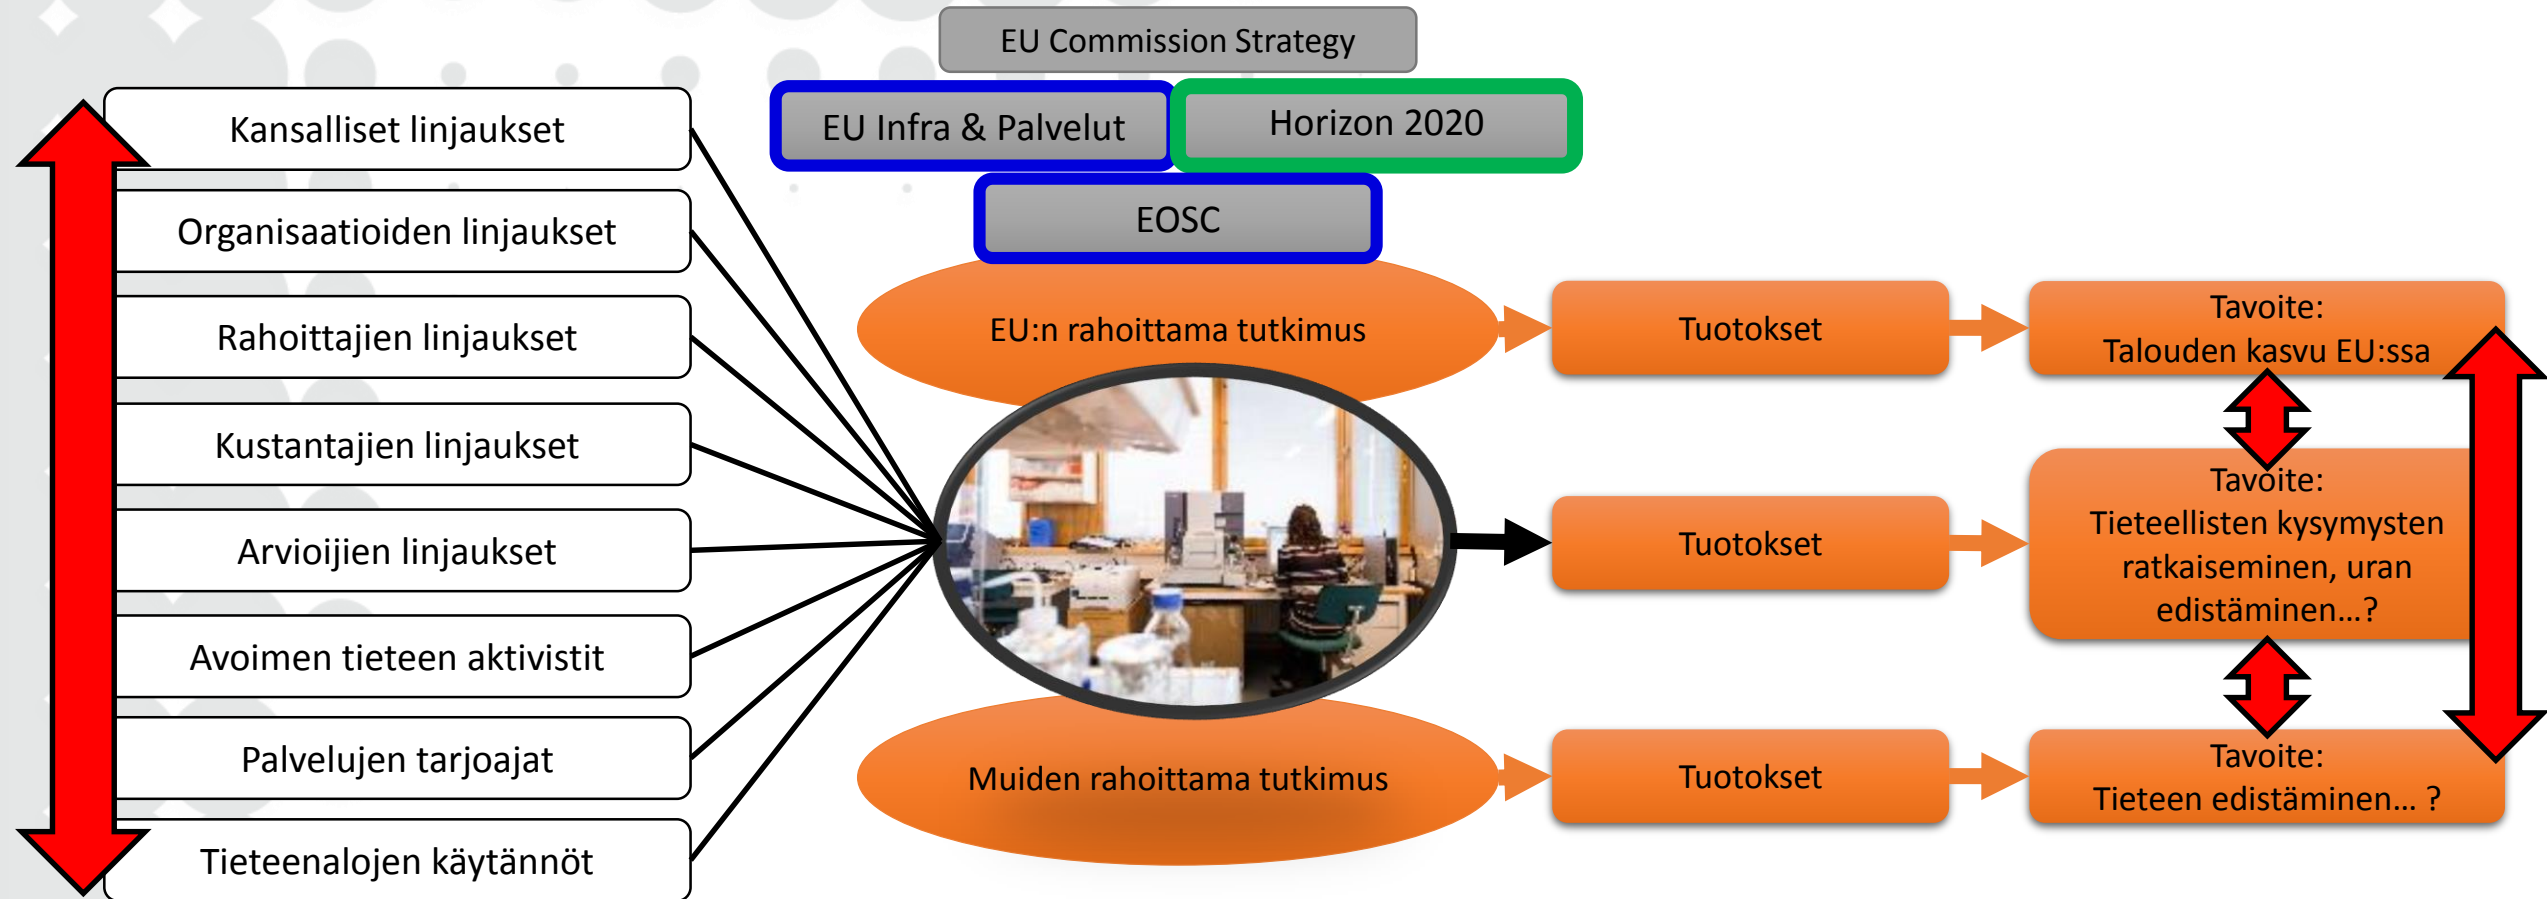 EU Commission Strategy
EU Infra & Palvelut
Horizon 2020
EOSC
Kansalliset linjaukset
Organisaatioiden linjaukset
Rahoittajien linjaukset
Kustantajien linjaukset
Arvioijien linjaukset
Avoimen tieteen aktivistit
Palvelujen tarjoajat
Tieteenalojen käytännöt
EU:n rahoittama tutkimus
Tuotokset
Tavoite:
Talouden kasvu EU:ssa
Tuotokset
Tavoite:
Tieteellisten kysymysten
ratkaiseminen, uran
edistäminen...?
Muiden rahoittama tutkimus
Tuotokset
Tavoite:
Tieteen edistäminen... ?